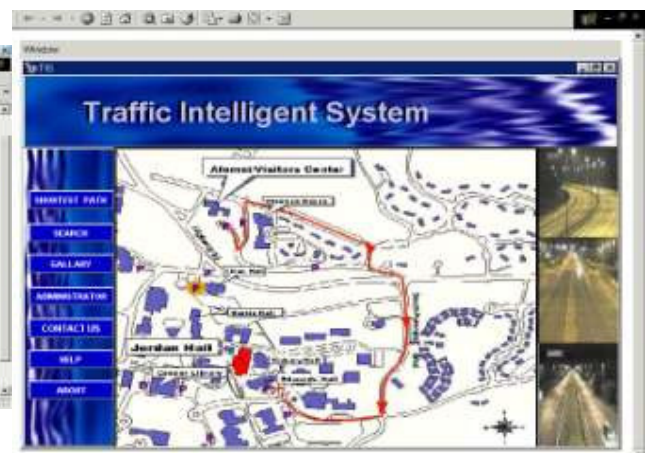 Window
TIS
Traffic Intelligent System
Alumni/Visitors Center
SHORTEST PATH
SEARCH
GALLARY
ADMINISTRATOR
CONTACT US
HELP
ABOUT
Jordan Hall